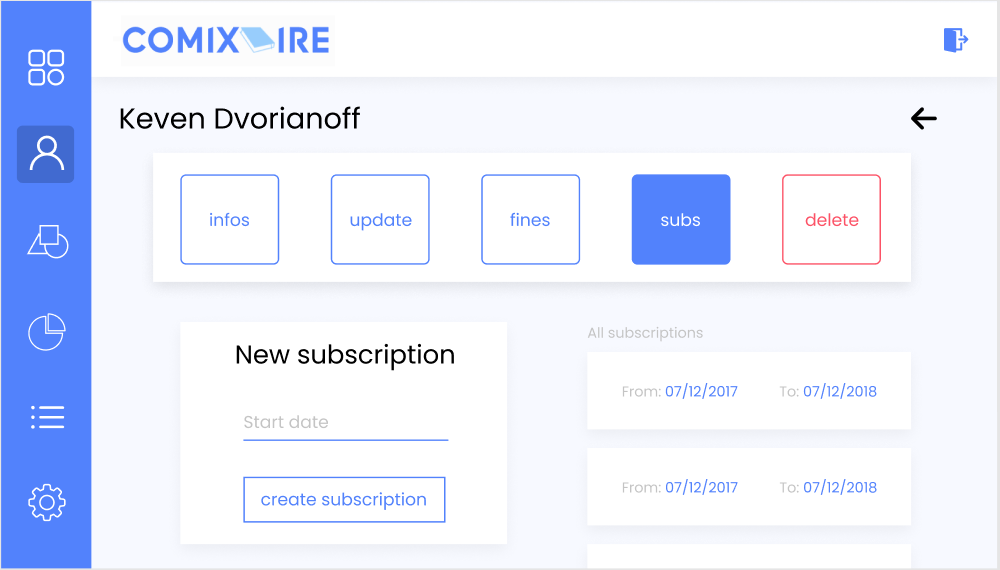 COMIX IRE
Keven Dvorianoff
infos
update
fines
subs
delete
New subscription
Start date
create subscription
All subscriptions
From: 07/12/2017 To: 07/12/2018
From: 07/12/2017 To: 07/12/2018